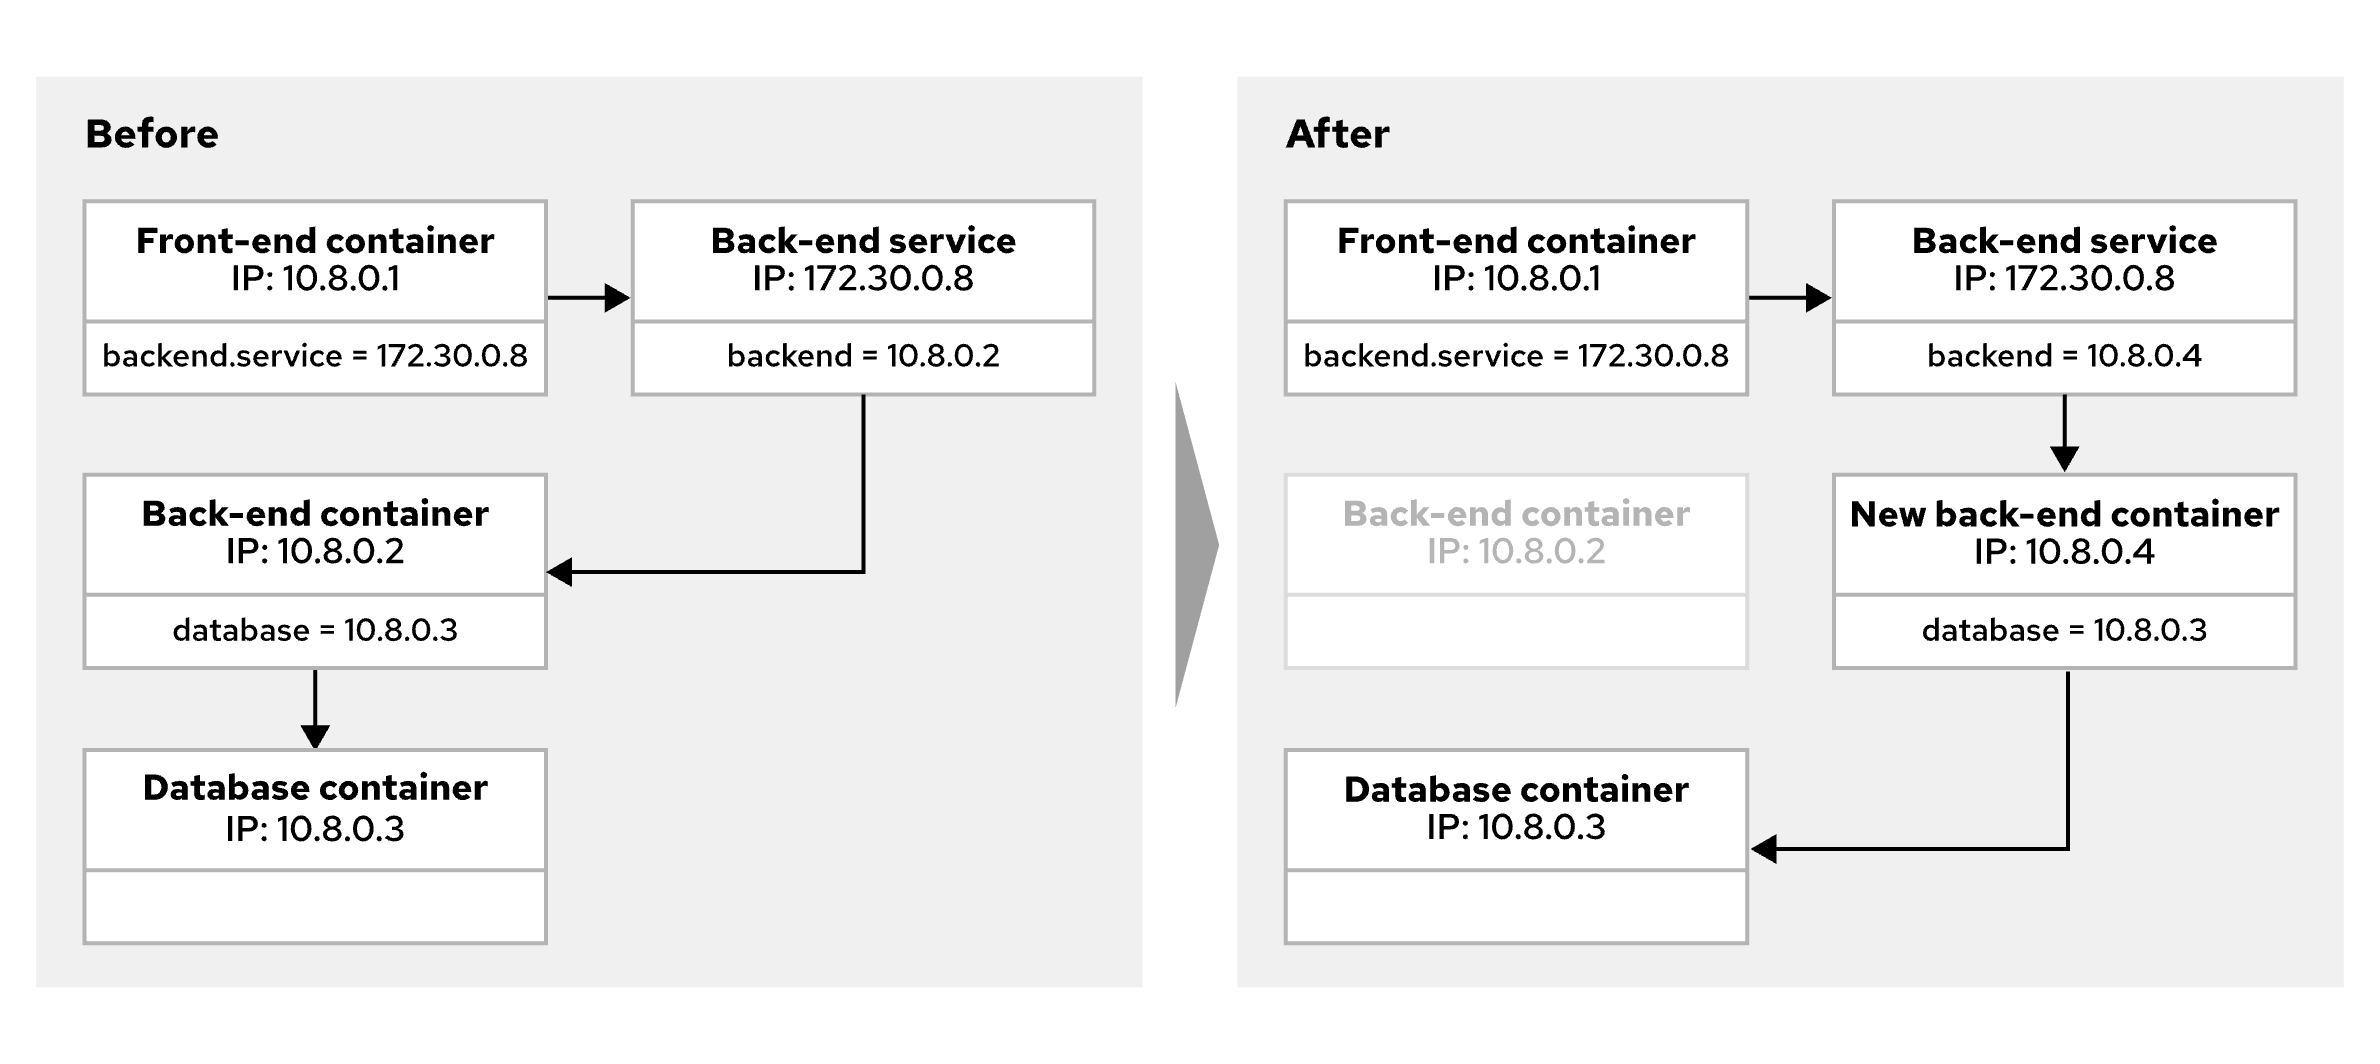 Before
Front-end container
IP: 10.8.0.1
backend.service = 172.30.0.8
Back-end service
IP: 172.30.0.8
backend = 10.8.0.2
Back-end container
IP: 10.8.0.2
database = 10.8.0.3
Database container
IP: 10.8.0.3
After
Front-end container
IP: 10.8.0.1
backend.service = 172.30.0.8
Back-end service
IP: 172.30.0.8
backend = 10.8.0.4
Back-end container
IP: 10.8.0.2
New back-end container
IP: 10.8.0.4
database = 10.8.0.3
Database container
IP: 10.8.0.3